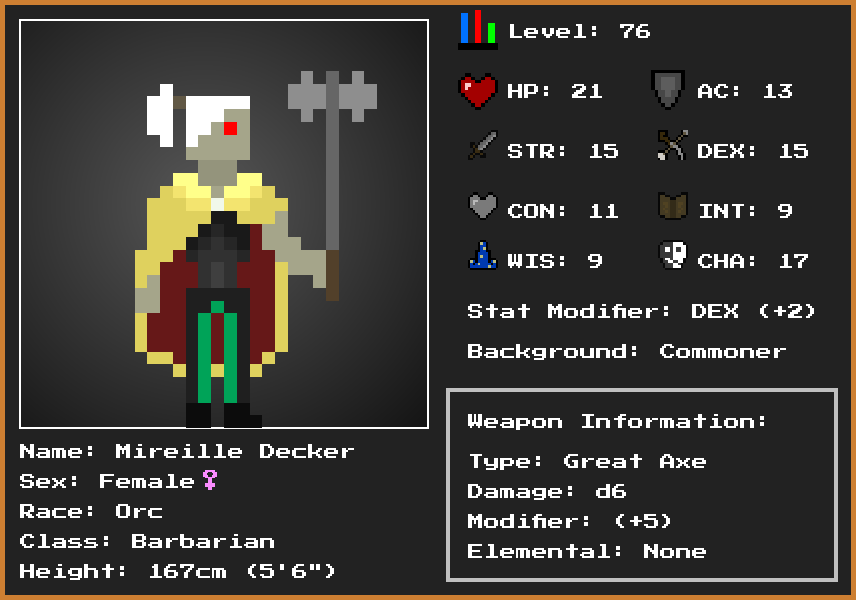 Level: 76
HP: 21
AC: 13
STR: 15
DEX: 15
CON: 11
INT: 9
WIS: 9
CHA: 17
Stat Modifier: DEX (+2)
Background: Commoner
Weapon Information:
Type: Great Axe
Damage: d6
Modifier: (+5)
Elemental: None
Name: Mireille Decker
Sex: Female♀
Race: Orc
Class: Barbarian
Height: 167cm (5'6")